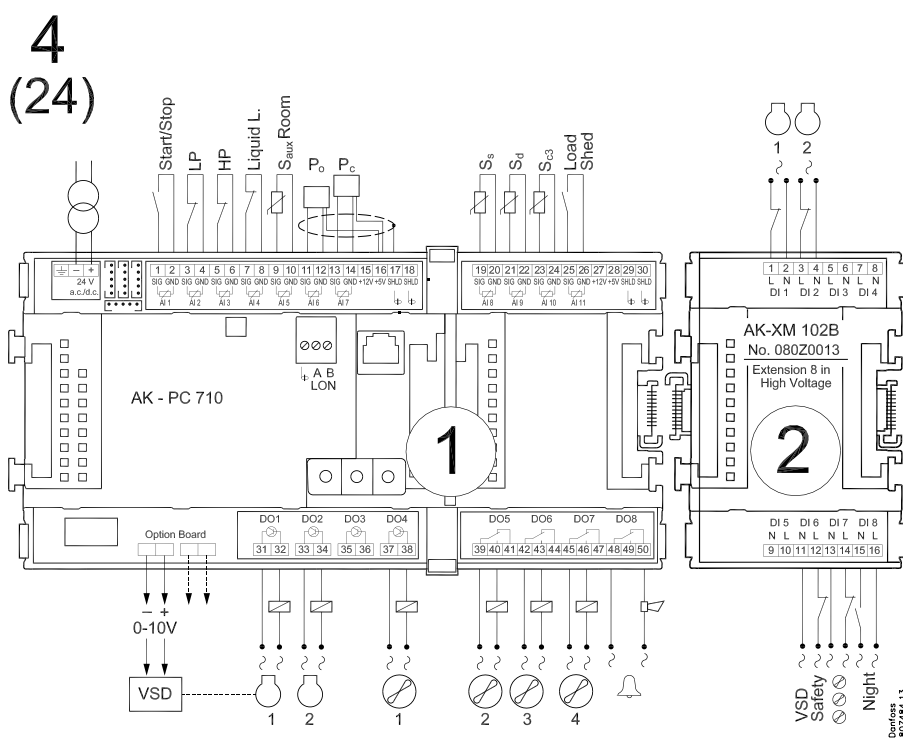 4
(24)
Start/Stop
LP
HP
Liquid L.
Saux Room
Po
Pc
Ss
Sd
Sc3
Load
Shed
1 2
⏚ – +
24 V
a.c./d.c.
1 2 3 4 5 6 7 8 9 10 11 12 13 14 15 16 17 18
SIG GND SIG GND SIG GND SIG GND SIG GND SIG GND SIG GND +12V +5V SHLD SHLD
AI 1 AI 2 AI 3 AI 4 AI 5 AI 6 AI 7
19 20 21 22 23 24 25 26 27 28 29 30
SIG GND SIG GND SIG GND SIG GND +12V +5V SHLD SHLD
AI 8 AI 9 AI 10 AI 11
1 2 3 4 5 6 7 8
L N L N L N L N
DI 1 DI 2 DI 3 DI 4
A B
LON
AK - PC 710
1
AK-XM 102B
No. 080Z0013
Extension 8 in
High Voltage
2
Option Board
DO1 DO2 DO3 DO4
31 32 33 34 35 36 37 38
DO5 DO6 DO7 DO8
39 40 41 42 43 44 45 46 47 48 49 50
DI 5 DI 6 DI 7 DI 8
N L N L N L N L
9 10 11 12 13 14 15 16
– +
0-10V
VSD
1 2 1 2 3 4
VSD
Safety
Night
Danfoss
80Z484.13